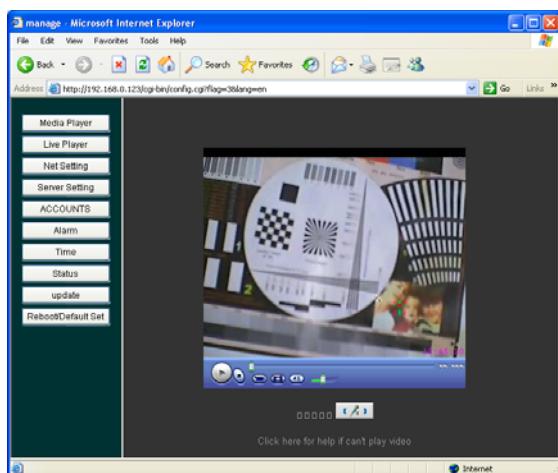 manage - Microsoft Internet Explorer
File Edit View Favorites Tools Help
Back Search Favorites
Address http://192.168.0.123/cgi-bin/config.cgi?flag=3&lang=en Go Links »
Media Player
Live Player
Net Setting
Server Setting
ACCOUNTS
Alarm
Time
Status
update
Reboot/Default Set
1
2
Click here for help if can't play video
Internet